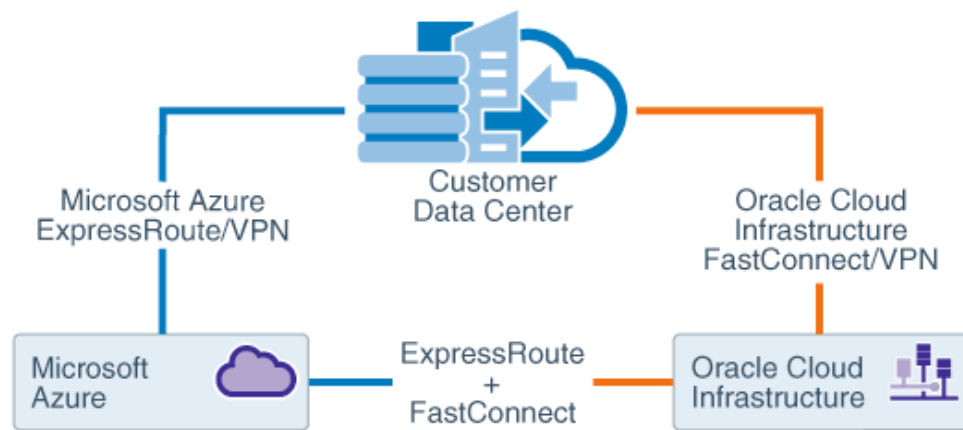 Customer
Data Center
Microsoft Azure
ExpressRoute/VPN
Oracle Cloud
Infrastructure
FastConnect/VPN
Microsoft
Azure
ExpressRoute
+
FastConnect
Oracle Cloud
Infrastructure